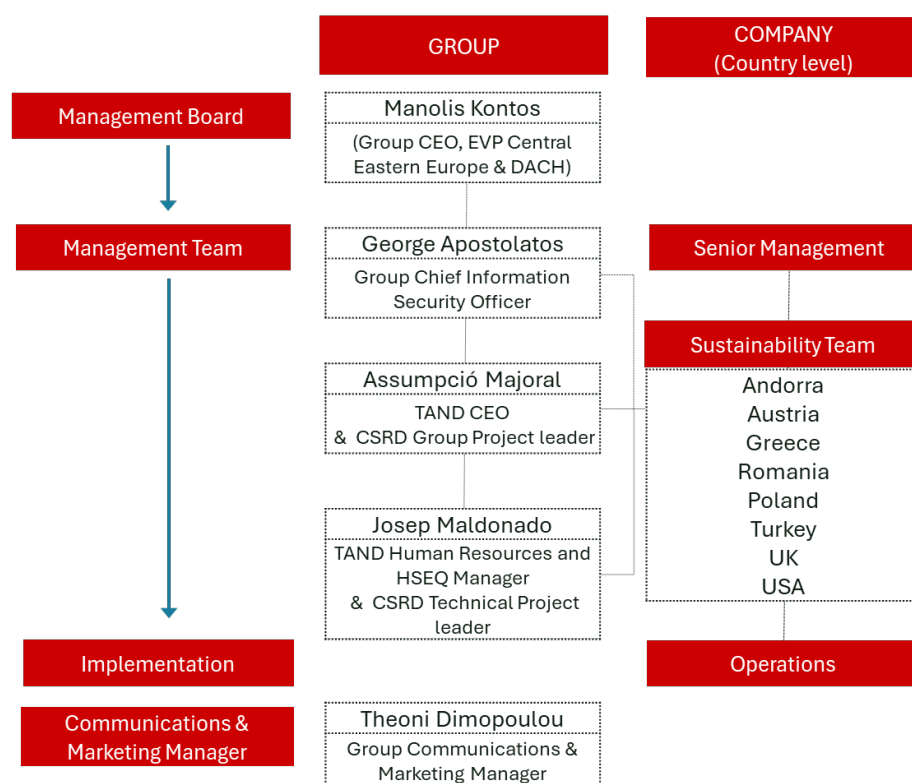 GROUP
COMPANY
(Country level)
Management Board
Manolis Kontos
(Group CEO, EVP Central
Eastern Europe & DACH)
Management Team
George Apostolatos
Group Chief Information
Security Officer
Senior Management
Sustainability Team
Assumpció Majoral
TAND CEO
& CSRD Group Project leader
Andorra
Austria
Greece
Romania
Poland
Turkey
UK
USA
Josep Maldonado
TAND Human Resources and
HSEQ Manager
& CSRD Technical Project
leader
Implementation
Operations
Communications &
Marketing Manager
Theoni Dimopoulou
Group Communications &
Marketing Manager